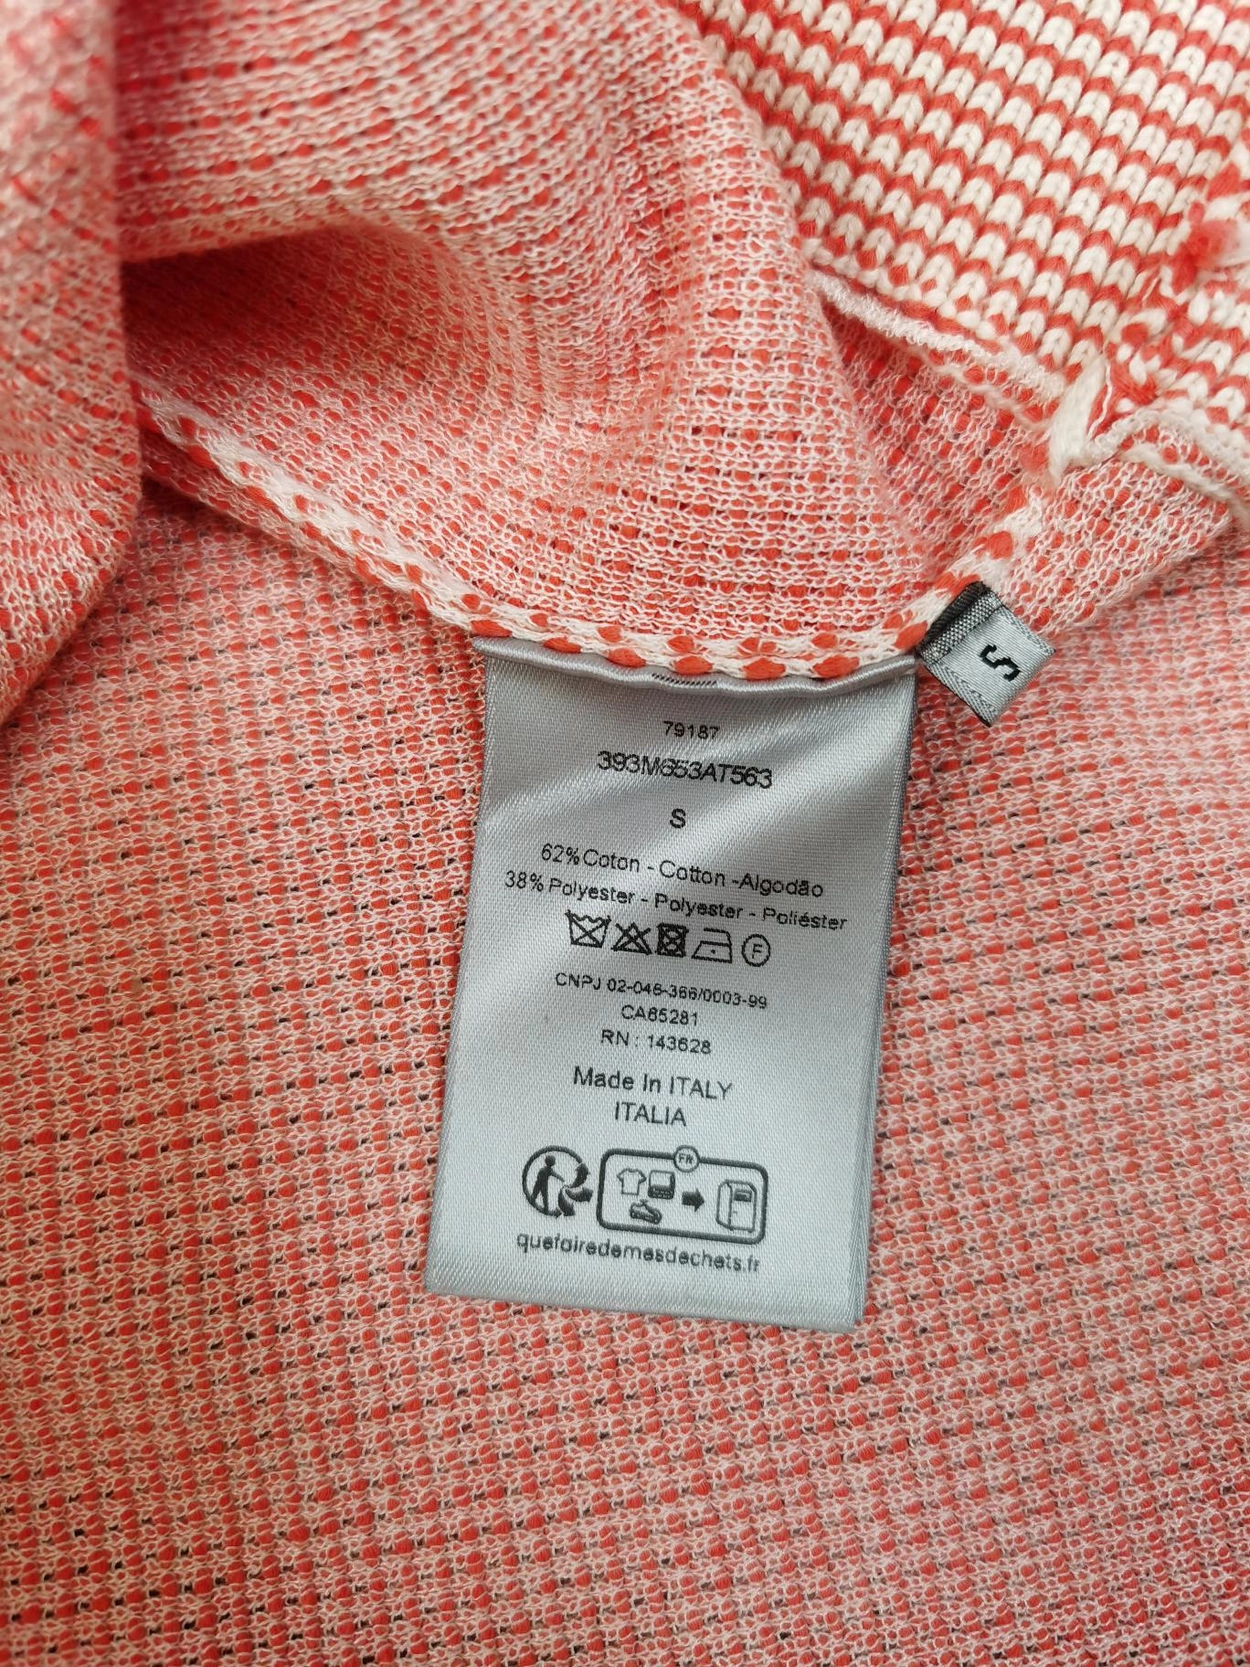 S
79187
393M653AT563
S
62% Coton - Cotton - Algodão
38% Polyester - Polyester - Poliéster
F
CNPJ 02-046-366/0003-99
CA65281
RN : 143628
Made In ITALY
ITALIA
FR
quefairedemesdechets.fr